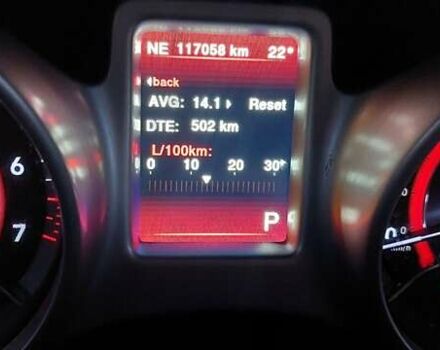 NE 117058 km 22°
back
AVG: 14.1 Reset
DTE: 502 km
L/100km:
0 10 20 30+
P
6
7